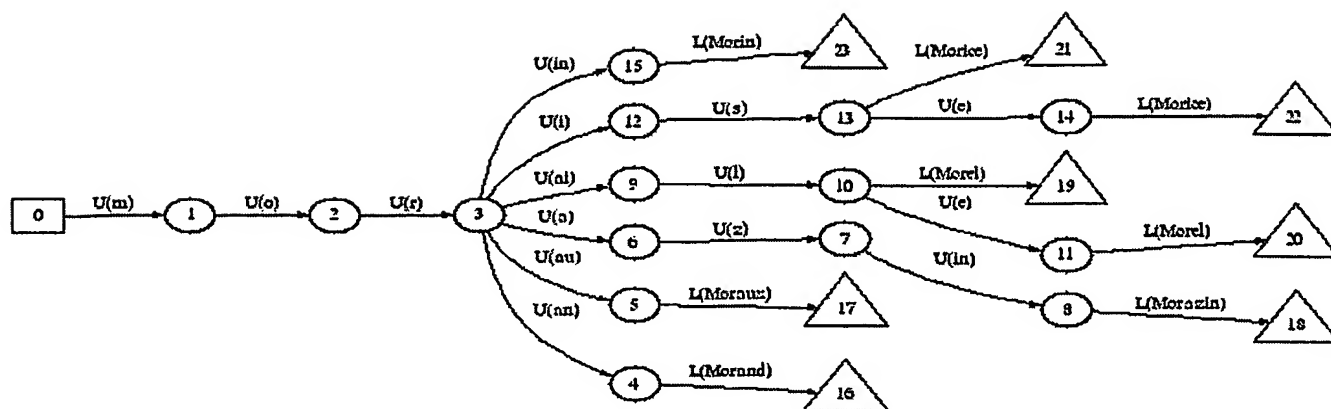 L(Morin) 23 L(Morice) 21
U(in) 15
U(i) 12 U(s) 13 U(e) 14 L(Morice) 22
U(ai) 9 U(l) 10 L(Morel) 19
0 U(m) 1 U(o) 2 U(r) 3 U(a) 6 U(z) 7 U(e) 11 L(Morel) 20
U(au) 5 L(Moraux) 17 U(in) 8 L(Morazin) 18
U(an) 4 L(Morand) 16